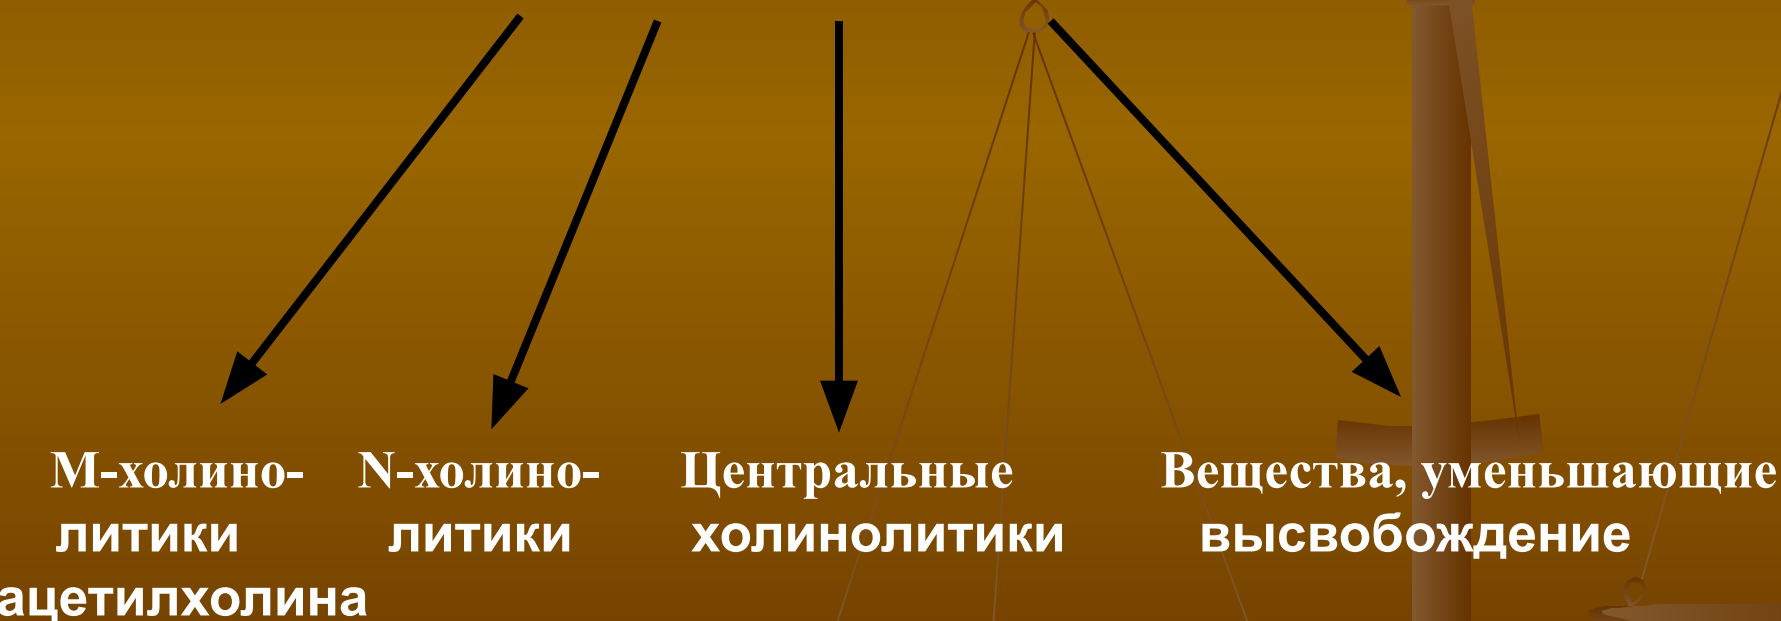 М-холино- N-холино- Центральные Вещества, уменьшающие
литики литики холинолитики высвобождение
ацетилхолина